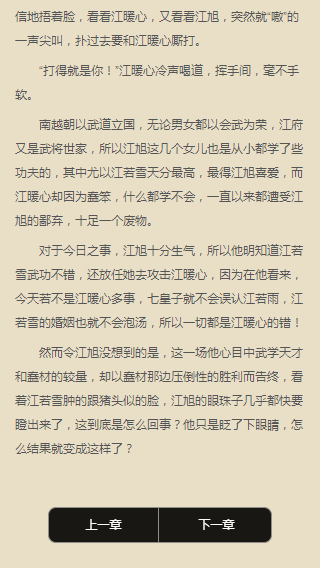 信地捂着脸，看看江暖心，又看看江旭，突然就“嗷”的
一声尖叫，扑过去要和江暖心厮打。
“打得就是你！”江暖心冷声喝道，挥手间，毫不手
软。
南越朝以武道立国，无论男女都以会武为荣，江府
又是武将世家，所以江旭这几个女儿也是从小都学了些
功夫的，其中尤以江若雪天分最高，最得江旭喜爱，而
江暖心却因为蠢笨，什么都学不会，一直以来都遭受江
旭的鄙弃，十足一个废物。
对于今日之事，江旭十分生气，所以他明知道江若
雪武功不错，还放任她去攻击江暖心，因为在他看来，
今天若不是江暖心多事，七皇子就不会误认江若雨，江
若雪的婚姻也就不会泡汤，所以一切都是江暖心的错！
然而令江旭没想到的是，这一场他心目中武学天才
和蠢材的较量，却以蠢材那边压倒性的胜利而告终，看
着江若雪肿的跟猪头似的脸，江旭的眼珠子几乎都快要
瞪出来了，这到底是怎么回事？他只是眨了下眼睛，怎
么结果就变成这样了？
上一章 下一章